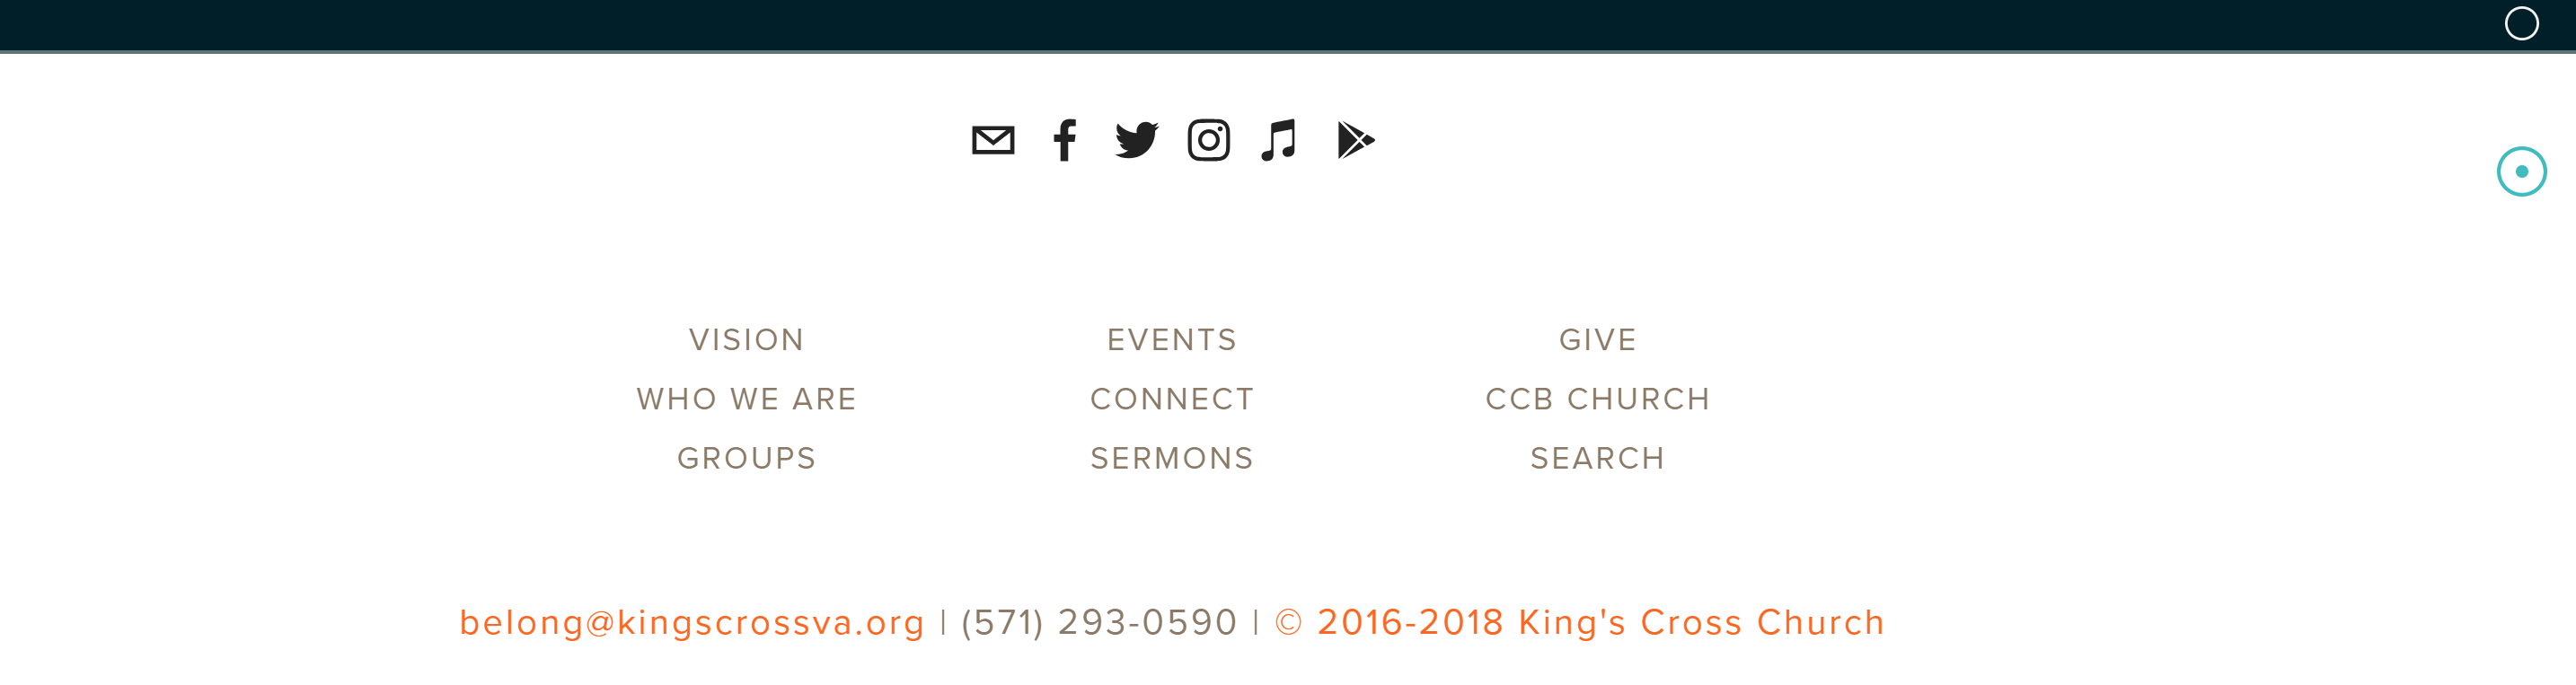 VISION
WHO WE ARE
GROUPS
EVENTS
CONNECT
SERMONS
GIVE
CCB CHURCH
SEARCH
belong@kingscrossva.org | (571) 293-0590 | © 2016-2018 King's Cross Church